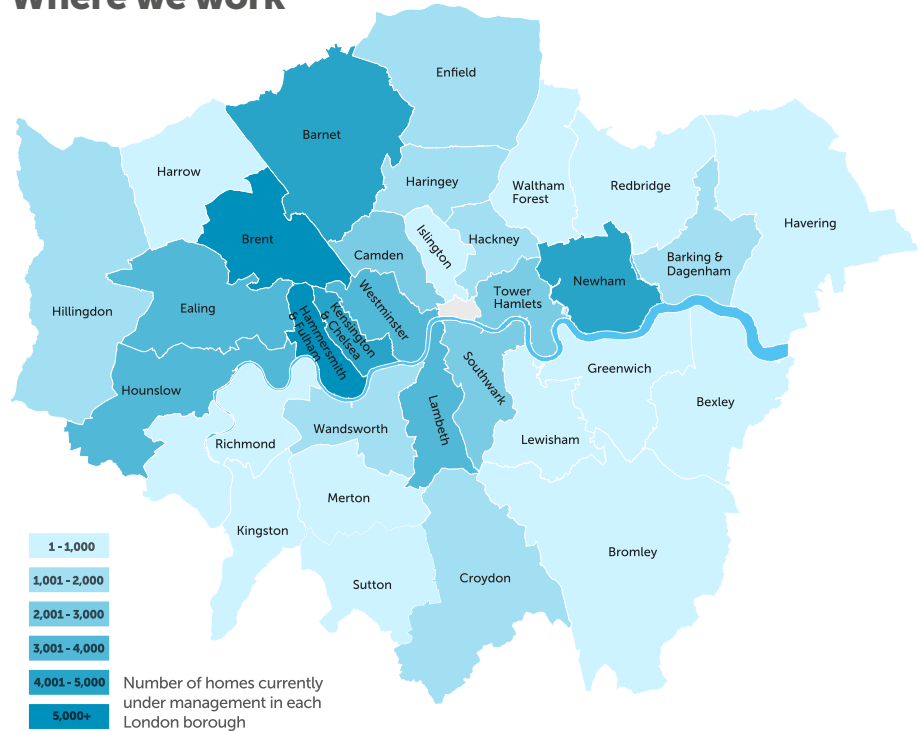 Where we work
Enfield
Barnet
Harrow
Haringey
Waltham
Forest
Redbridge
Havering
Brent
Islington
Hackney
Camden
Barking &
Dagenham
Newham
Hillingdon
Ealing
Westminster
Tower
Hamlets
Kensington
& Chelsea
Hammersmith
& Fulham
Hounslow
Southwark
Greenwich
Bexley
Lambeth
Wandsworth
Richmond
Lewisham
Merton
Kingston
Bromley
Sutton
Croydon
1 - 1,000
1,001 - 2,000
2,001 - 3,000
3,001 - 4,000
4,001 - 5,000
5,000+
Number of homes currently
under management in each
London borough